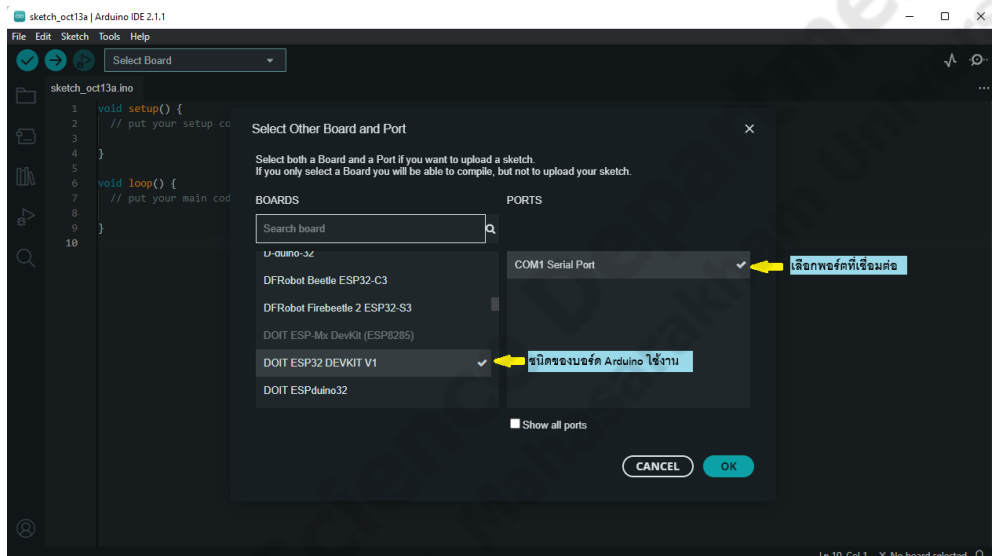 sketch_oct13a | Arduino IDE 2.1.1
File Edit Sketch Tools Help
Select Board
sketch_oct13a.ino
1 void setup() {
2 // put your setup co
3
4 }
5
6 void loop() {
7 // put your main cod
8
9 }
10
Select Other Board and Port
Select both a Board and a Port if you want to upload a sketch.
If you only select a Board you will be able to compile, but not to upload your sketch.
BOARDS
Search board
D-duino-32
DFRobot Beetle ESP32-C3
DFRobot Firebeetle 2 ESP32-S3
DOIT ESP-Mx DevKit (ESP8285)
DOIT ESP32 DEVKIT V1
DOIT ESPduino32
PORTS
COM1 Serial Port
เลือกพอร์ตที่เชื่อมต่อ
ชนิดของบอร์ด Arduino ใช้งาน
Show all ports
CANCEL
OK
Ln 10, Col 1 No board selected